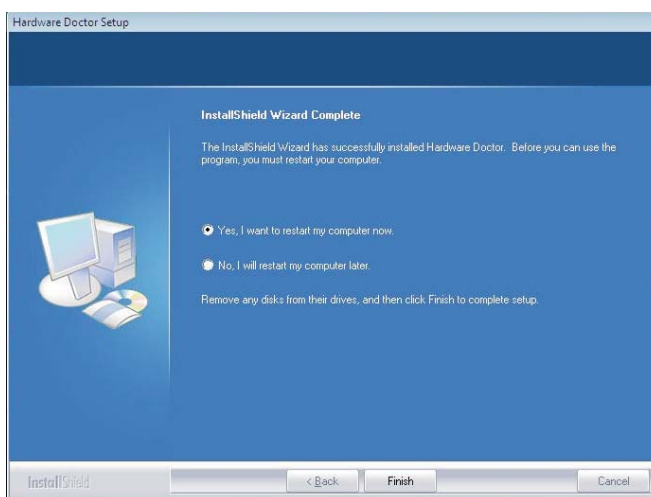 Hardware Doctor Setup
InstallShield Wizard Complete
The InstallShield Wizard has successfully installed Hardware Doctor. Before you can use the
program, you must restart your computer.
Yes, I want to restart my computer now.
No, I will restart my computer later.
Remove any disks from their drives, and then click Finish to complete setup.
InstallShield
< Back
Finish
Cancel